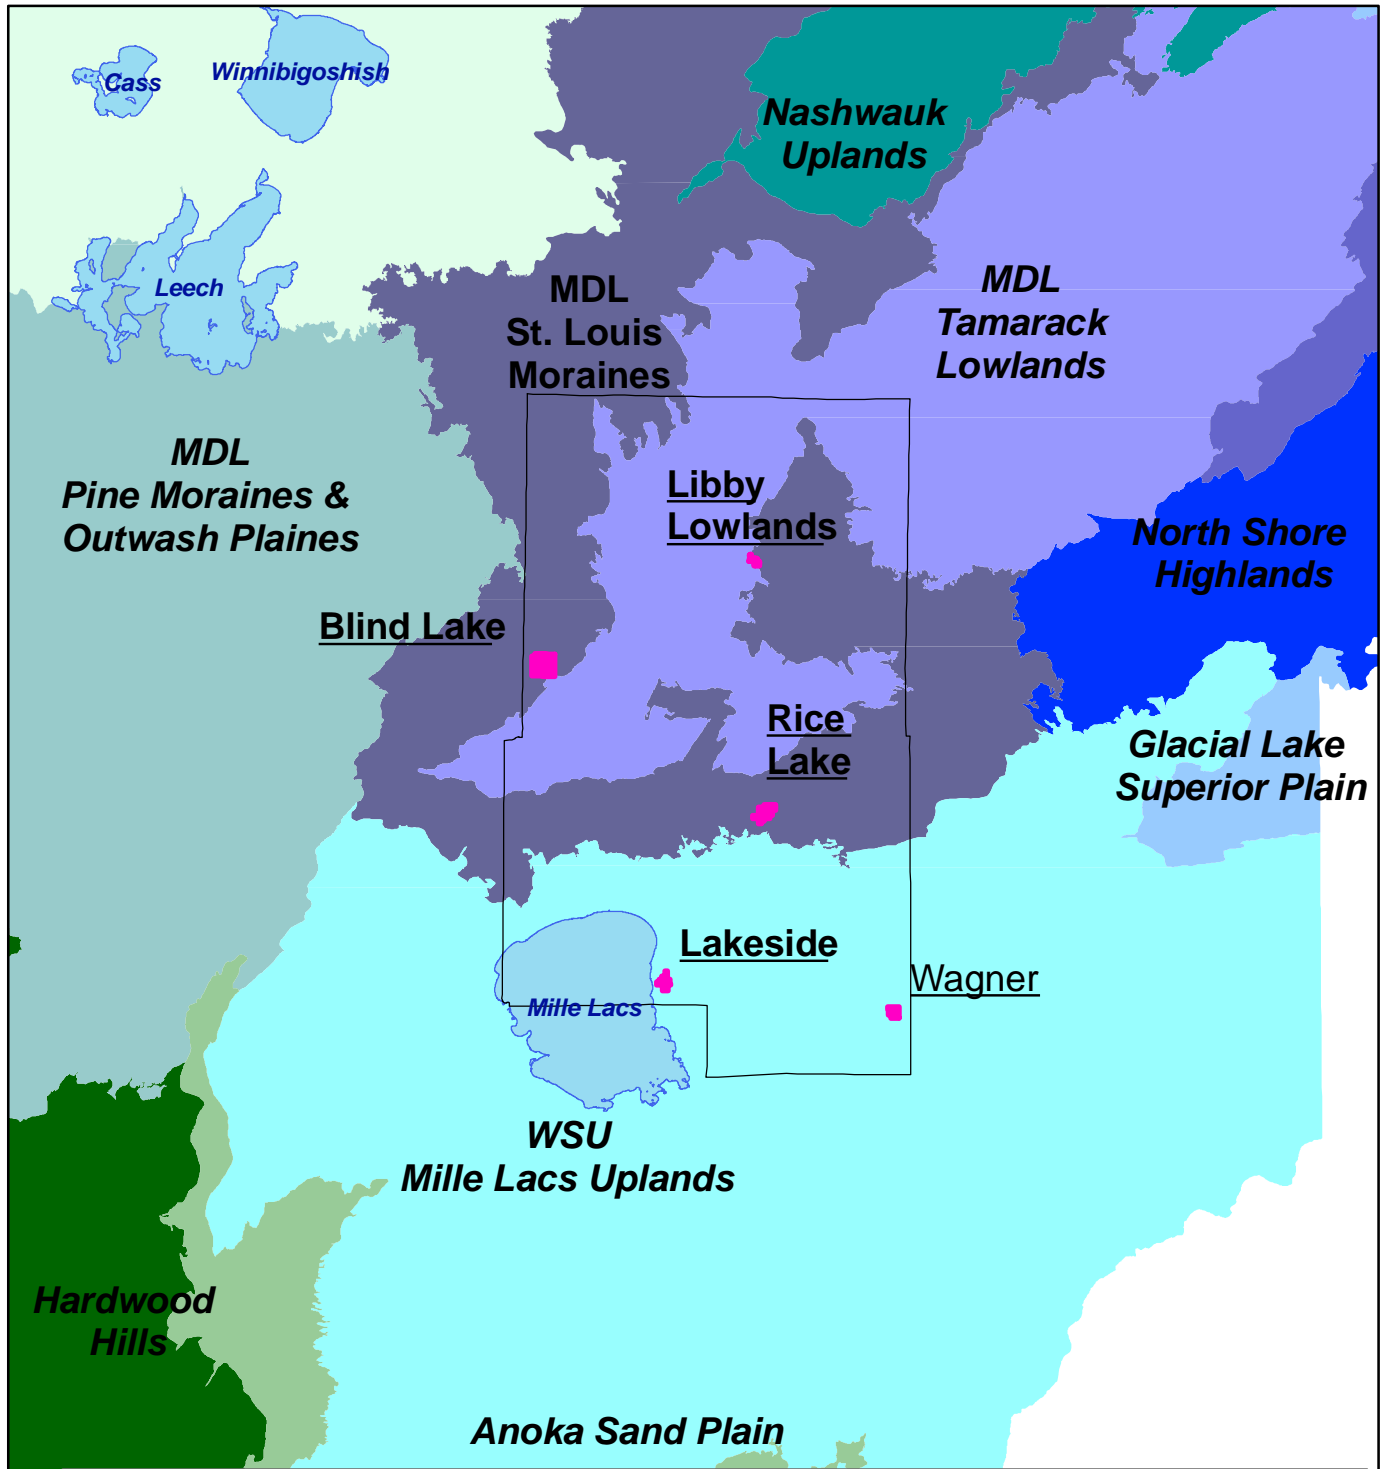 Cass
Winnibigoshish
Nashwauk
Uplands
Leech
MDL
St. Louis
Moraines
MDL
Tamarack
Lowlands
MDL
Pine Moraines &
Outwash Plaines
Libby
Lowlands
North Shore
Highlands
Blind Lake
Rice
Lake
Glacial Lake
Superior Plain
Lakeside
Wagner
Mille Lacs
WSU
Mille Lacs Uplands
Hardwood
Hills
Anoka Sand Plain